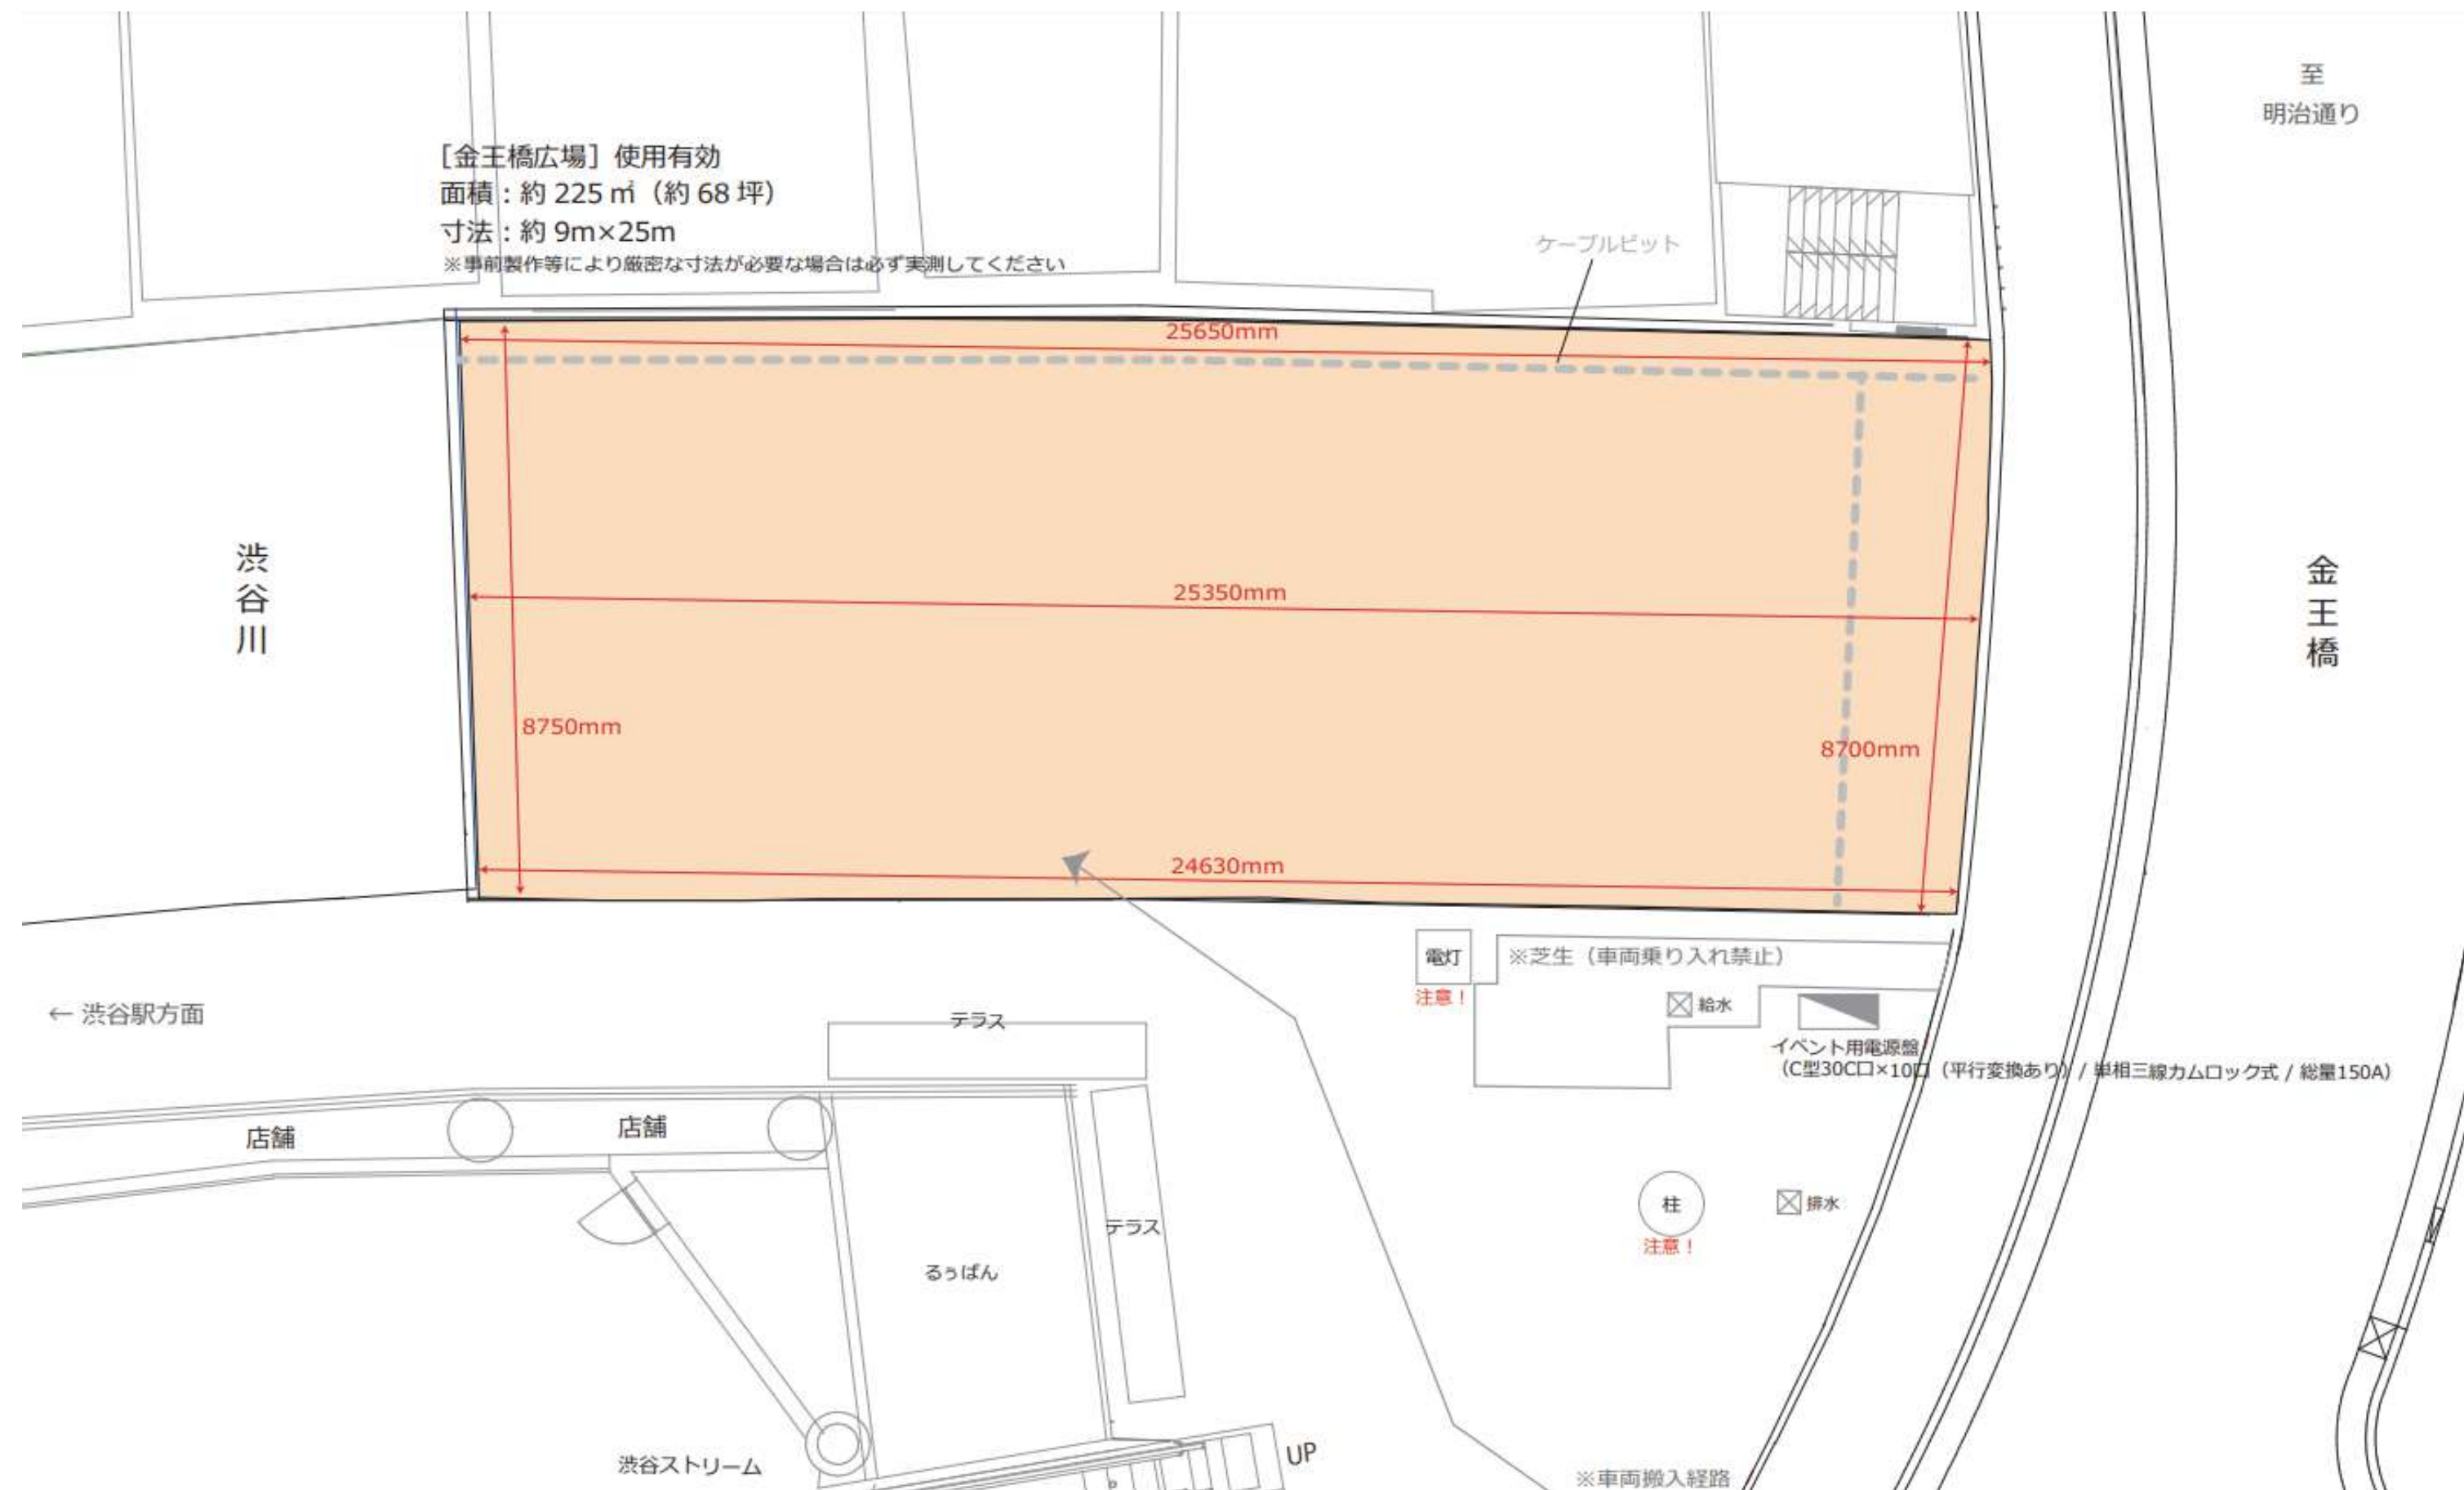 至
明治通り
［金王橋広場］使用有効
面積：約 225 ㎡（約 68 坪）
寸法：約 9m×25m
※事前製作等により厳密な寸法が必要な場合は必ず実測してください
ケーブルピット
25650mm
渋谷川
25350mm
金王橋
8750mm
8700mm
24630mm
電灯
注意！
※芝生（車両乗り入れ禁止）
給水
← 渋谷駅方面
テラス
イベント用電源盤
（C型30C口×10口（平行変換あり）/ 単相三線カムロック式 / 総量150A）
店舗
店舗
柱
注意！
排水
テラス
るぅぱん
渋谷ストリーム
UP
※車両搬入経路